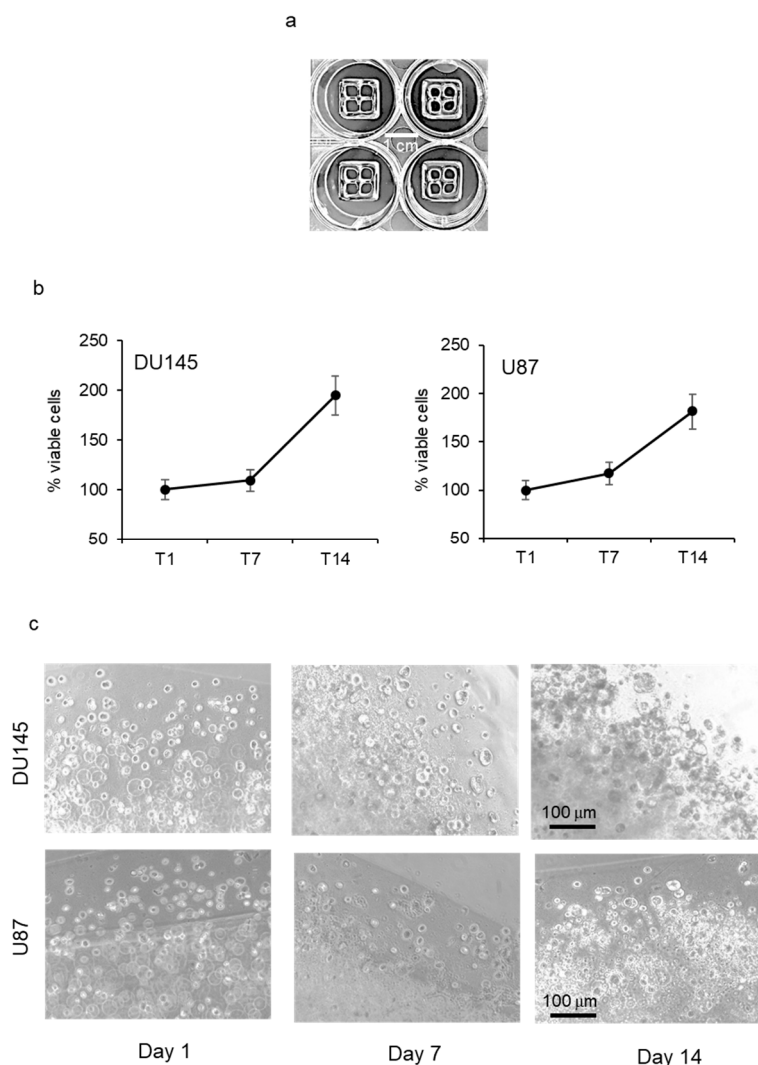 a
1 cm
b
250
200
150
100
50
% viable cells
DU145
T1
T7
T14
250
200
150
100
50
% viable cells
U87
T1
T7
T14
c
DU145
100 μm
U87
100 μm
Day 1
Day 7
Day 14